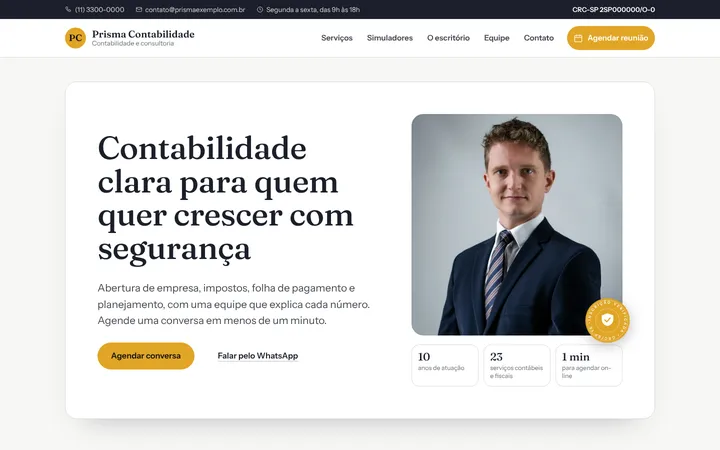 (11) 3300-0000
contato@prismaexemplo.com.br
Segunda a sexta, das 9h às 18h
CRC-SP 2SP000000/O-0
PC
Prisma Contabilidade
Contabilidade e consultoria
Serviços
Simuladores
O escritório
Equipe
Contato
Agendar reunião
Contabilidade
clara para quem
quer crescer com
segurança
Abertura de empresa, impostos, folha de pagamento e
planejamento, com uma equipe que explica cada número.
Agende uma conversa em menos de um minuto.
Agendar conversa
Falar pelo WhatsApp
10
anos de atuação
23
serviços contábeis
e fiscais
1 min
para agendar on-
line